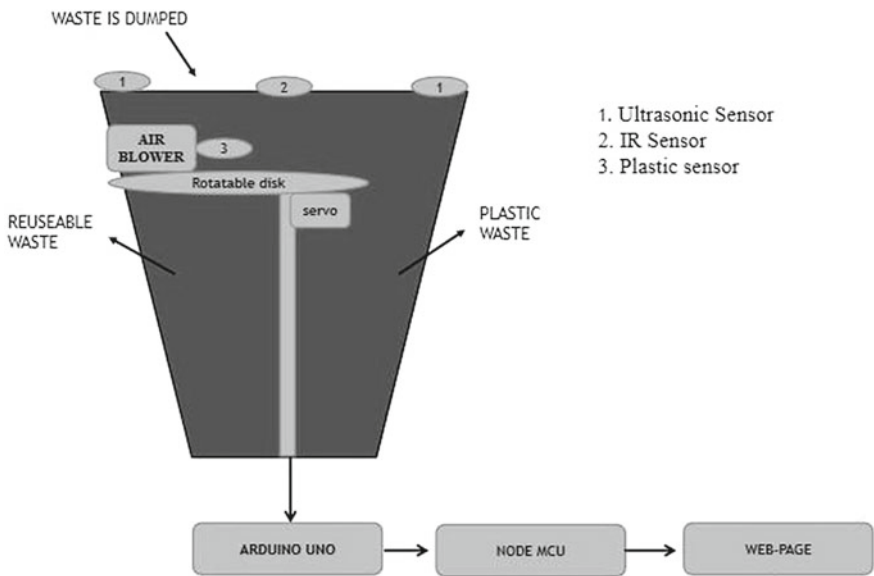 WASTE IS DUMPED
1
2
1
1. Ultrasonic Sensor
2. IR Sensor
3. Plastic sensor
AIR
BLOWER
3
Rotatable disk
servo
REUSEABLE
WASTE
PLASTIC
WASTE
ARDUINO UNO
NODE MCU
WEB-PAGE